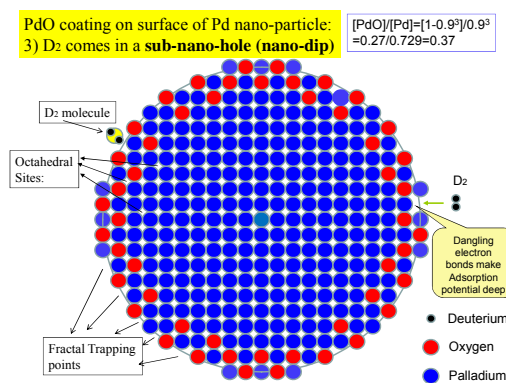 PdO coating on surface of Pd nano-particle:
3) D2 comes in a sub-nano-hole (nano-dip)
[PdO]/[Pd]=[1-0.9³]/0.9³
=0.27/0.729=0.37
D2 molecule
Octahedral
Sites:
D2
Dangling
electron
bonds make
Adsorption
potential deep
Fractal Trapping
points
Deuterium
Oxygen
Palladium